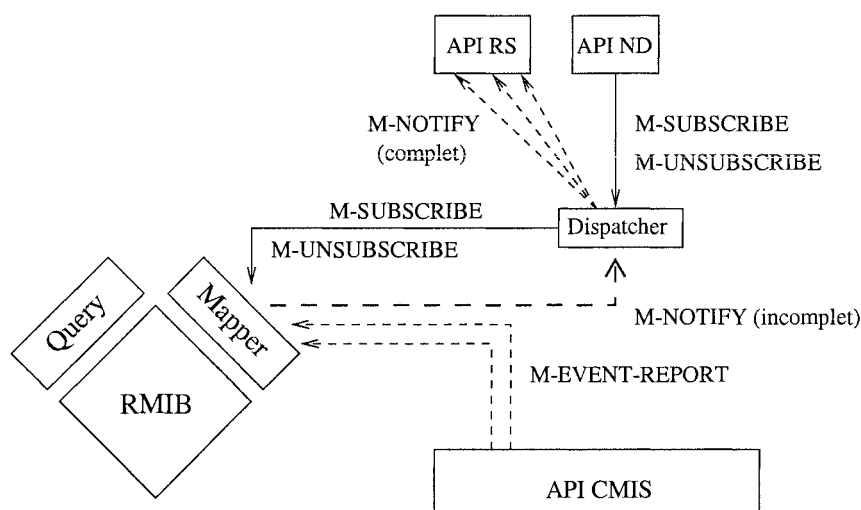 API RS
API ND
M-NOTIFY
(complet)
M-SUBSCRIBE
M-UNSUBSCRIBE
M-SUBSCRIBE
M-UNSUBSCRIBE
Dispatcher
Query
Mapper
M-NOTIFY (incomplet)
M-EVENT-REPORT
RMIB
API CMIS